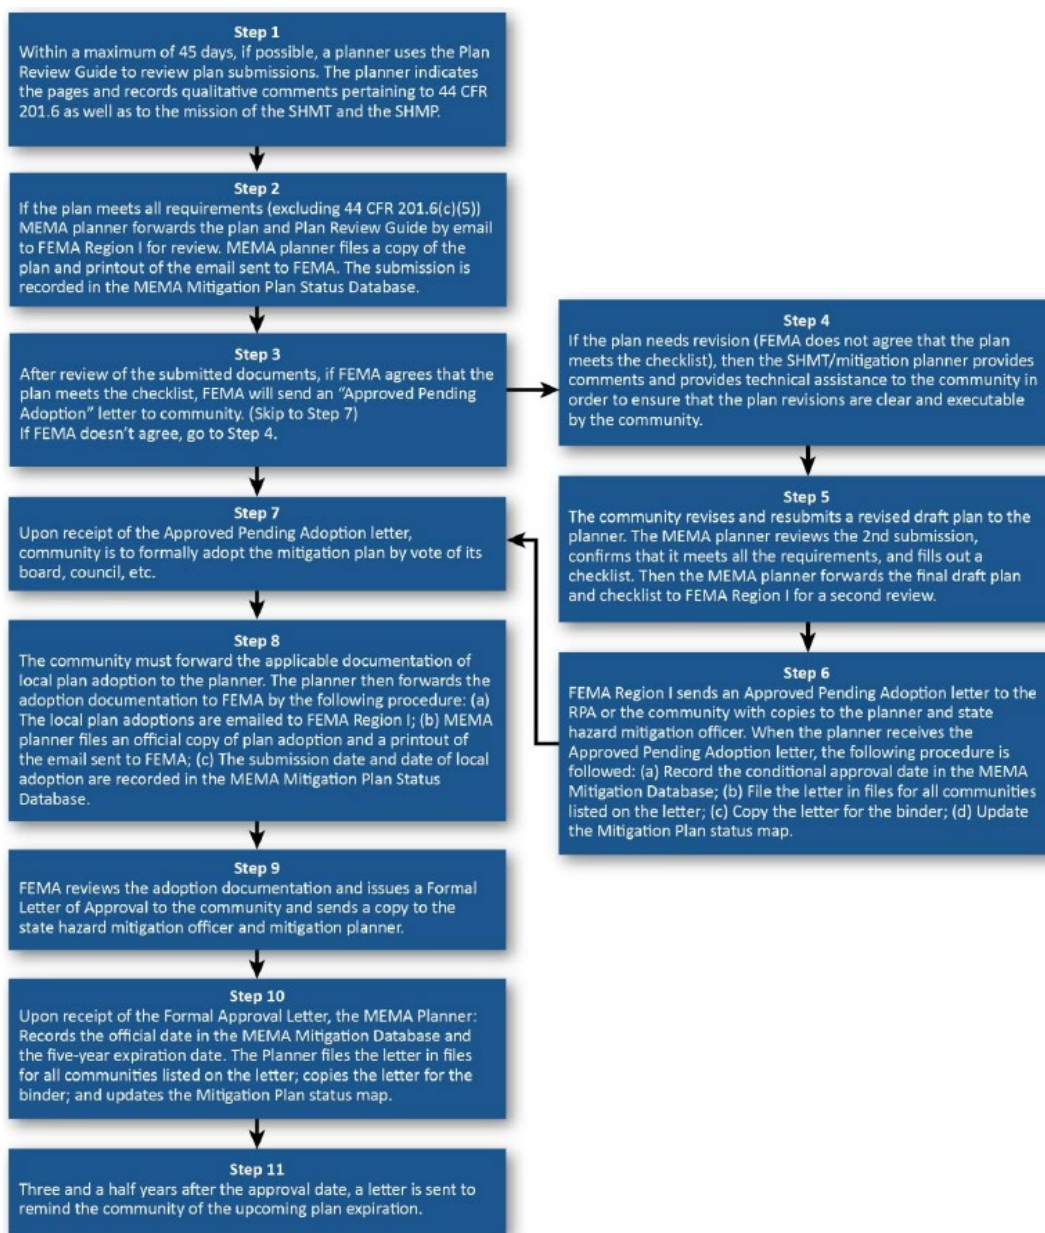 Step 1
Within a maximum of 45 days, if possible, a planner uses the Plan
Review Guide to review plan submissions. The planner indicates
the pages and records qualitative comments pertaining to 44 CFR
201.6 as well as to the mission of the SHMT and the SHMP.
Step 2
If the plan meets all requirements (excluding 44 CFR 201.6(c)(5))
MEMA planner forwards the plan and Plan Review Guide by email
to FEMA Region I for review. MEMA planner files a copy of the
plan and printout of the email sent to FEMA. The submission is
recorded in the MEMA Mitigation Plan Status Database.
Step 3
After review of the submitted documents, if FEMA agrees that the
plan meets the checklist, FEMA will send an “Approved Pending
Adoption” letter to community. (Skip to Step 7)
If FEMA doesn’t agree, go to Step 4.
Step 4
If the plan needs revision (FEMA does not agree that the plan
meets the checklist), then the SHMT/mitigation planner provides
comments and provides technical assistance to the community in
order to ensure that the plan revisions are clear and executable
by the community.
Step 5
The community revises and resubmits a revised draft plan to the
planner. The MEMA planner reviews the 2nd submission,
confirms that it meets all the requirements, and fills out a
checklist. Then the MEMA planner forwards the final draft plan
and checklist to FEMA Region I for a second review.
Step 6
FEMA Region I sends an Approved Pending Adoption letter to the
RPA or the community with copies to the planner and state
hazard mitigation officer. When the planner receives the
Approved Pending Adoption letter, the following procedure is
followed: (a) Record the conditional approval date in the MEMA
Mitigation Database; (b) File the letter in files for all communities
listed on the letter; (c) Copy the letter for the binder; (d) Update
the Mitigation Plan status map.
Step 7
Upon receipt of the Approved Pending Adoption letter,
community is to formally adopt the mitigation plan by vote of its
board, council, etc.
Step 8
The community must forward the applicable documentation of
local plan adoption to the planner. The planner then forwards the
adoption documentation to FEMA by the following procedure: (a)
The local plan adoptions are emailed to FEMA Region I; (b) MEMA
planner files an official copy of plan adoption and a printout of
the email sent to FEMA; (c) The submission date and date of local
adoption are recorded in the MEMA Mitigation Plan Status
Database.
Step 9
FEMA reviews the adoption documentation and issues a Formal
Letter of Approval to the community and sends a copy to the
state hazard mitigation officer and mitigation planner.
Step 10
Upon receipt of the Formal Approval Letter, the MEMA Planner:
Records the official date in the MEMA Mitigation Database and
the five-year expiration date. The Planner files the letter in files
for all communities listed on the letter; copies the letter for the
binder; and updates the Mitigation Plan status map.
Step 11
Three and a half years after the approval date, a letter is sent to
remind the community of the upcoming plan expiration.